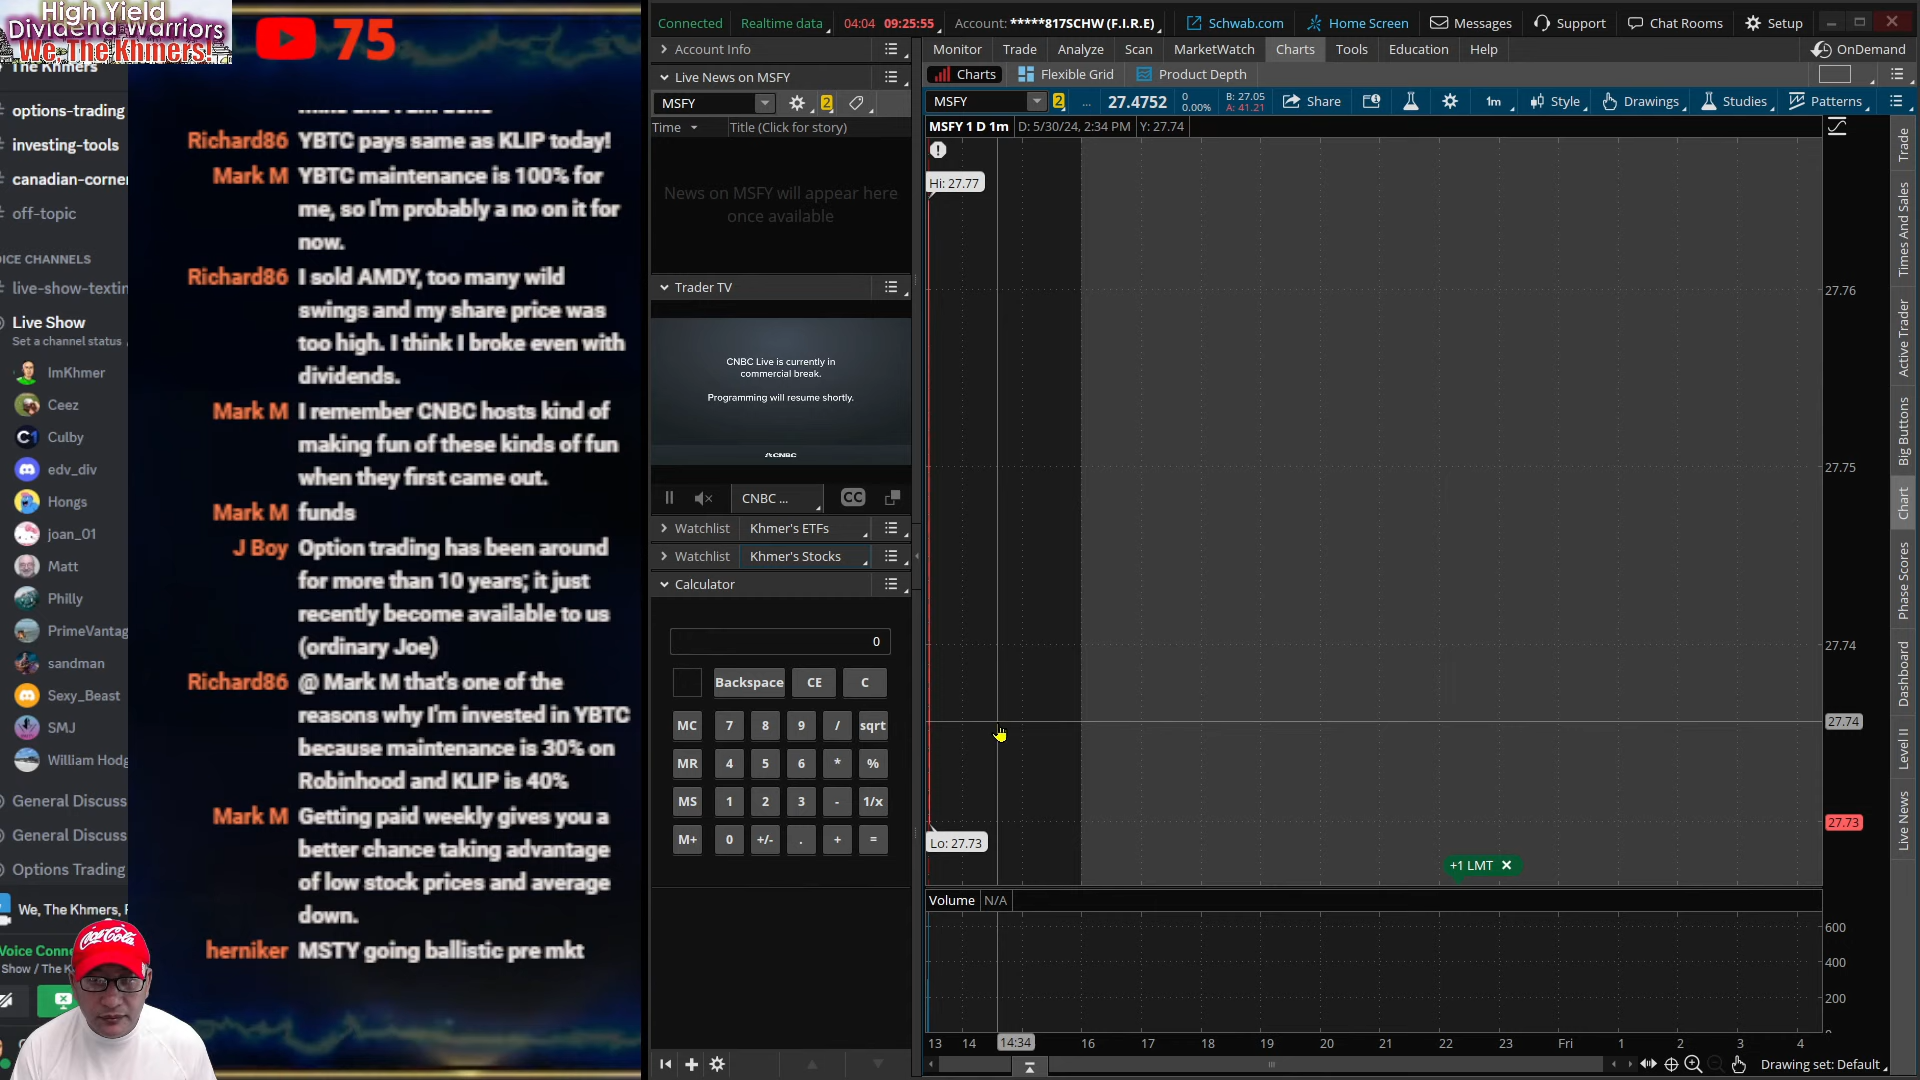 High Yield
Dividend Warriors
We The Khmers!
75
The Khmers
options-trading
investing-tools
canadian-corner
off-topic
OICE CHANNELS
live-show-textin
Live Show
Set a channel status
ImKhmer
Ceez
Culby
edv_div
Hongs
joan_01
Matt
Philly
PrimeVantag
sandman
Sexy_Beast
SMJ
William Hodg
General Discuss
General Discuss
Options Trading
We, The Khmers, F
Voice Conne
Show / The K
Richard86 YBTC pays same as KLIP today!
Mark M YBTC maintenance is 100% for
me, so I'm probably a no on it for
now.
Richard86 I sold AMDY, too many wild
swings and my share price was
too high. I think I broke even with
dividends.
Mark M I remember CNBC hosts kind of
making fun of these kinds of fun
when they first came out.
Mark M funds
J Boy Option trading has been around
for more than 10 years; it just
recently become available to us
(ordinary Joe)
Richard86 @ Mark M that's one of the
reasons why I'm invested in YBTC
because maintenance is 30% on
Robinhood and KLIP is 40%
Mark M Getting paid weekly gives you a
better chance taking advantage
of low stock prices and average
down.
herniker MSTY going ballistic pre mkt
Coca-Cola
Connected Realtime data 04:04 09:25:55 Account: *****817SCHW (F.I.R.E) Schwab.com Home Screen Messages Support Chat Rooms Setup
Account Info
Live News on MSFY
MSFY 2
Time Title (Click for story)
News on MSFY will appear here
once available
Trader TV
CNBC Live is currently in
commercial break.
Programming will resume shortly.
CNBC
CNBC ... CC
Watchlist Khmer's ETFs
Watchlist Khmer's Stocks
Calculator
0
Backspace CE C
MC 7 8 9 / sqrt
MR 4 5 6 * %
MS 1 2 3 - 1/x
M+ 0 +/- . + =
Monitor Trade Analyze Scan MarketWatch Charts Tools Education Help OnDemand
Charts Flexible Grid Product Depth
MSFY 2 ... 27.4752 0 0.00% B: 27.05 A: 41.21 Share 1m Style Drawings Studies Patterns
MSFY 1 D 1m D: 5/30/24, 2:34 PM Y: 27.74
Hi: 27.77
27.76
27.75
27.74
27.74
27.73
Lo: 27.73
+1 LMT
Volume N/A
600
400
200
0
13 14 14:34 16 17 18 19 20 21 22 23 Fri 1 2 3 4
Drawing set: Default
Trade
Times And Sales
Active Trader
Big Buttons
Chart
Phase Scores
Dashboard
Level II
Live News